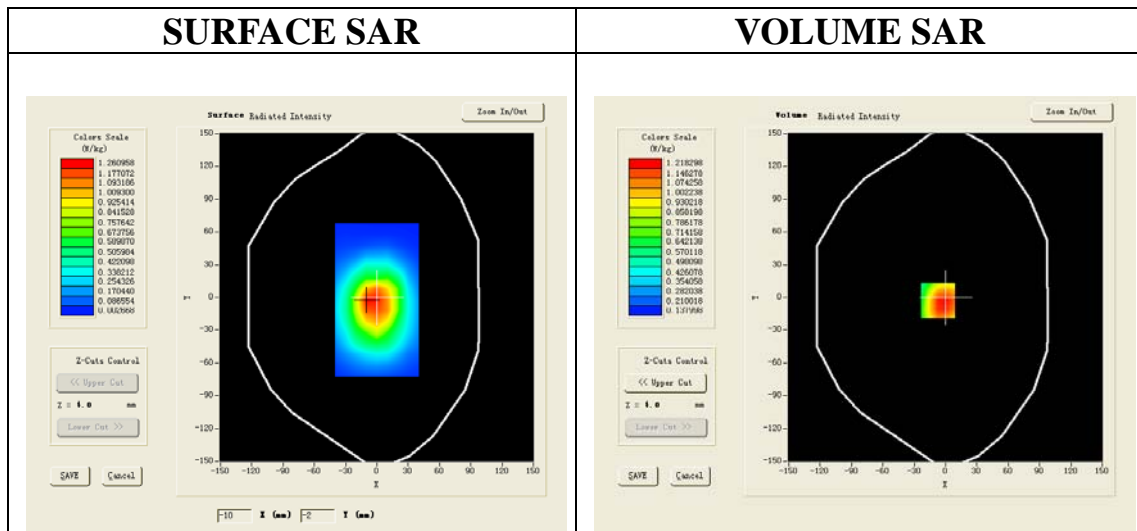 SURFACE SAR
VOLUME SAR
Surface Radiated Intensity
Zoom In/Out
Colors Scale
(W/kg)
1.260958
1.177072
1.093186
1.009300
0.925414
0.841528
0.757642
0.673756
0.589870
0.505984
0.422098
0.338212
0.254326
0.170440
0.086554
0.002668
150
120
90
60
30
0
-30
-60
-90
-120
-150
Y
-150 -120 -90 -60 -30 0 30 60 90 120 150
X
Z-Cuts Control
<< Upper Cut
Z = 4.0 mm
Lower Cut >>
SAVE
Cancel
-10 X (mm) -2 Y (mm)
Volume Radiated Intensity
Zoom In/Out
Colors Scale
(W/kg)
1.218298
1.146278
1.074258
1.002238
0.930218
0.858198
0.786178
0.714158
0.642138
0.570118
0.498098
0.426078
0.354058
0.282038
0.210018
0.137998
150
120
90
60
30
0
-30
-60
-90
-120
-150
Y
-150 -120 -90 -60 -30 0 30 60 90 120 150
X
Z-Cuts Control
<< Upper Cut
Z = 4.0 mm
Lower Cut >>
SAVE
Cancel